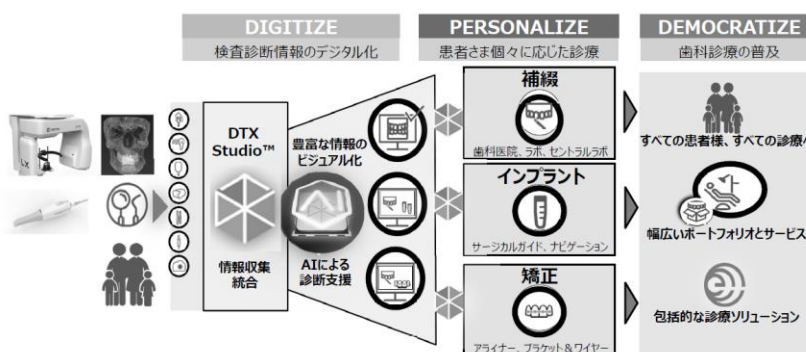 DIGITIZE
検査診断情報のデジタル化
PERSONALIZE
患者さま個々に応じた診療
DEMOCRATIZE
歯科診療の普及
LX
DTX
Studio™
情報収集
統合
豊富な情報の
ビジュアル化
AIによる
診断支援
補綴
歯科医院、ラボ、セントラルラボ
インプラント
サージカルガイド、ナビゲーション
矯正
アライナー、ブラケット&ワイヤー
すべての患者様、すべての診療へ
幅広いポートフォリオとサービス
包括的な診療ソリューション